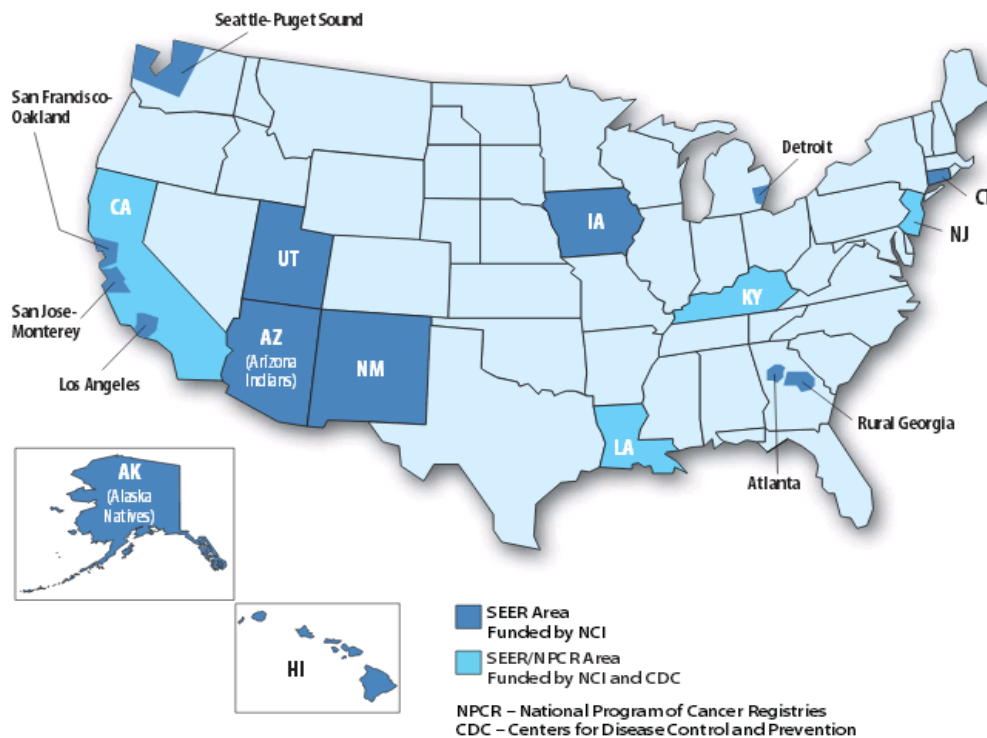 Seattle-Puget Sound
San Francisco-
Oakland
Detroit
CA
CT
IA
NJ
UT
KY
San Jose-
Monterey
AZ
(Arizona
Indians)
NM
Los Angeles
Rural Georgia
LA
Atlanta
AK
(Alaska
Natives)
SEER Area
Funded by NCI
SEER/NPCR Area
Funded by NCI and CDC
HI
NPCR – National Program of Cancer Registries
CDC – Centers for Disease Control and Prevention